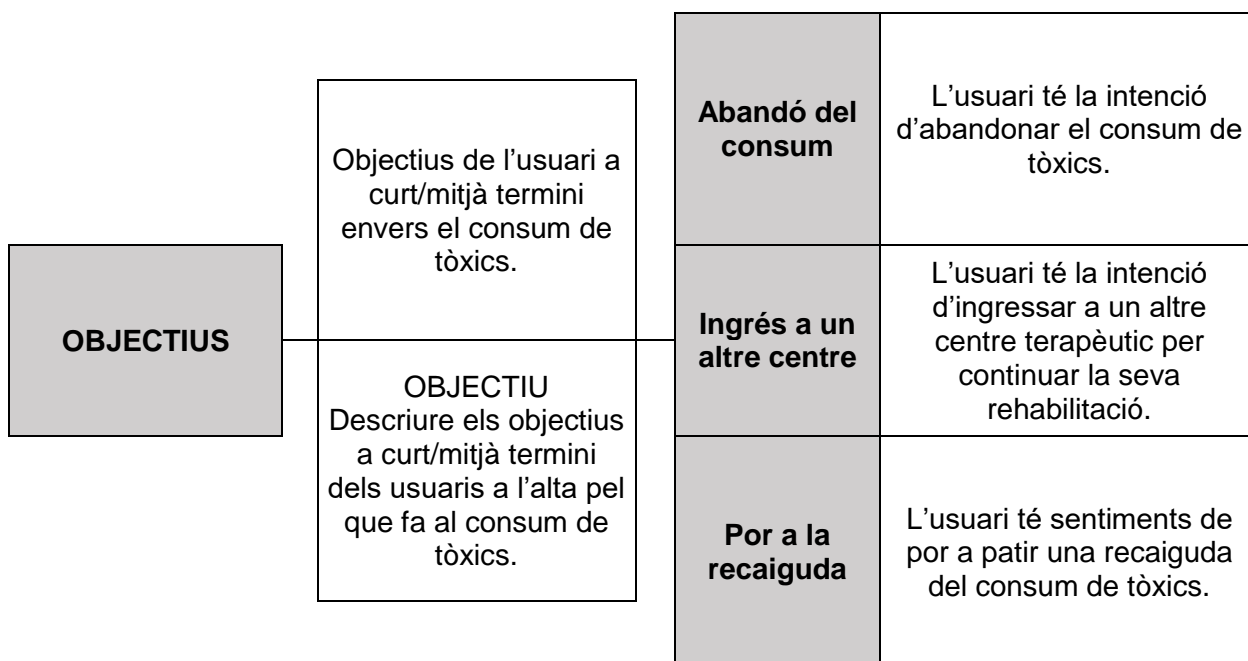 OBJECTIUS
Objectius de l’usuari a
curt/mitjà termini
envers el consum de
tòxics.
OBJECTIU
Descriure els objectius
a curt/mitjà termini
dels usuaris a l’alta pel
que fa al consum de
tòxics.
Abandó del
consum
L’usuari té la intenció
d’abandonar el consum de
tòxics.
Ingrés a un
altre centre
L’usuari té la intenció
d’ingressar a un altre
centre terapèutic per
continuar la seva
rehabilitació.
Por a la
recaiguda
L’usuari té sentiments de
por a patir una recaiguda
del consum de tòxics.